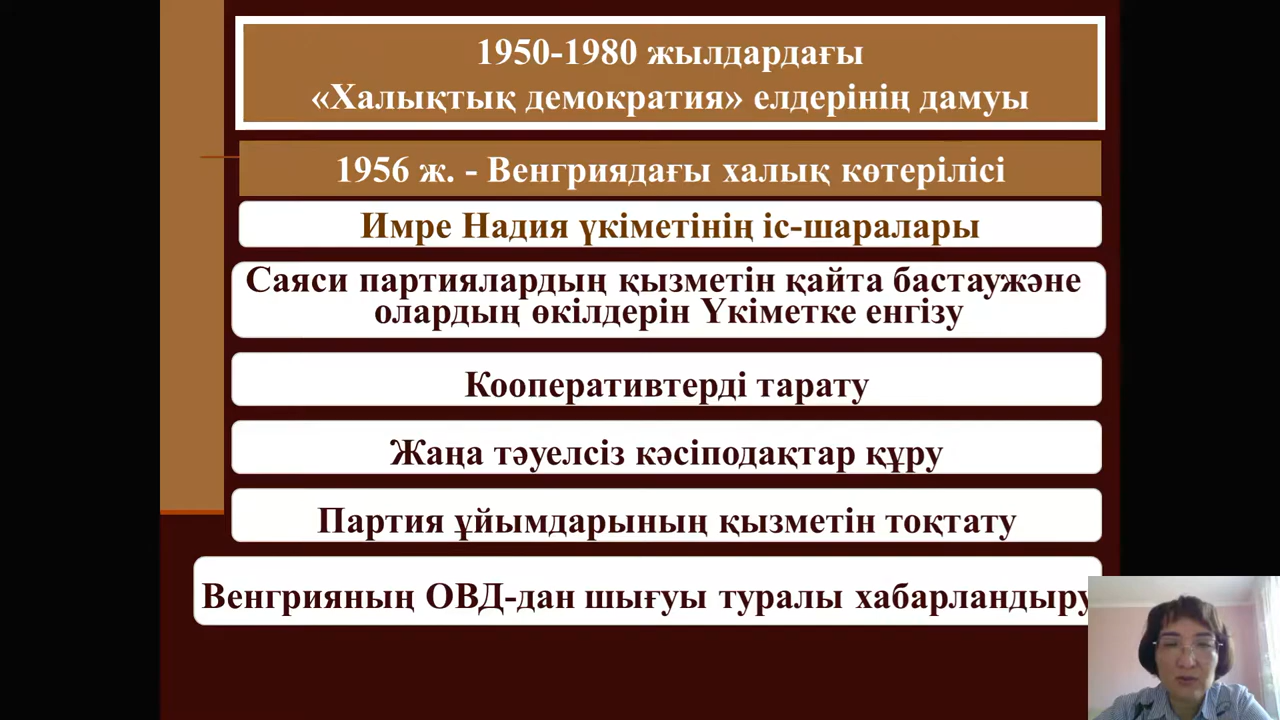 1950-1980 жылдардағы
«Халықтық демократия» елдерінің дамуы
1956 ж. - Венгриядағы халық көтерілісі
Имре Надия үкіметінің іс-шаралары
Саяси партиялардың қызметін қайта бастаужәне
олардың өкілдерін Үкіметке енгізу
Кооперативтерді тарату
Жаңа тәуелсіз кәсіподақтар құру
Партия ұйымдарының қызметін тоқтату
Венгрияның ОВД-дан шығуы туралы хабарландыру